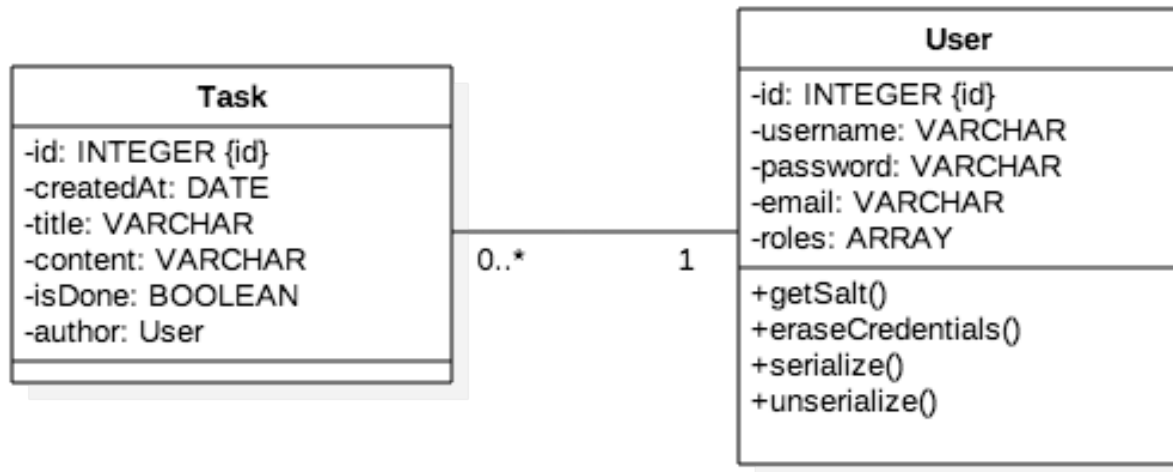 Task
-id: INTEGER {id}
-createdAt: DATE
-title: VARCHAR
-content: VARCHAR
-isDone: BOOLEAN
-author: User
0..*
1
User
-id: INTEGER {id}
-username: VARCHAR
-password: VARCHAR
-email: VARCHAR
-roles: ARRAY
+getSalt()
+eraseCredentials()
+serialize()
+unserialize()